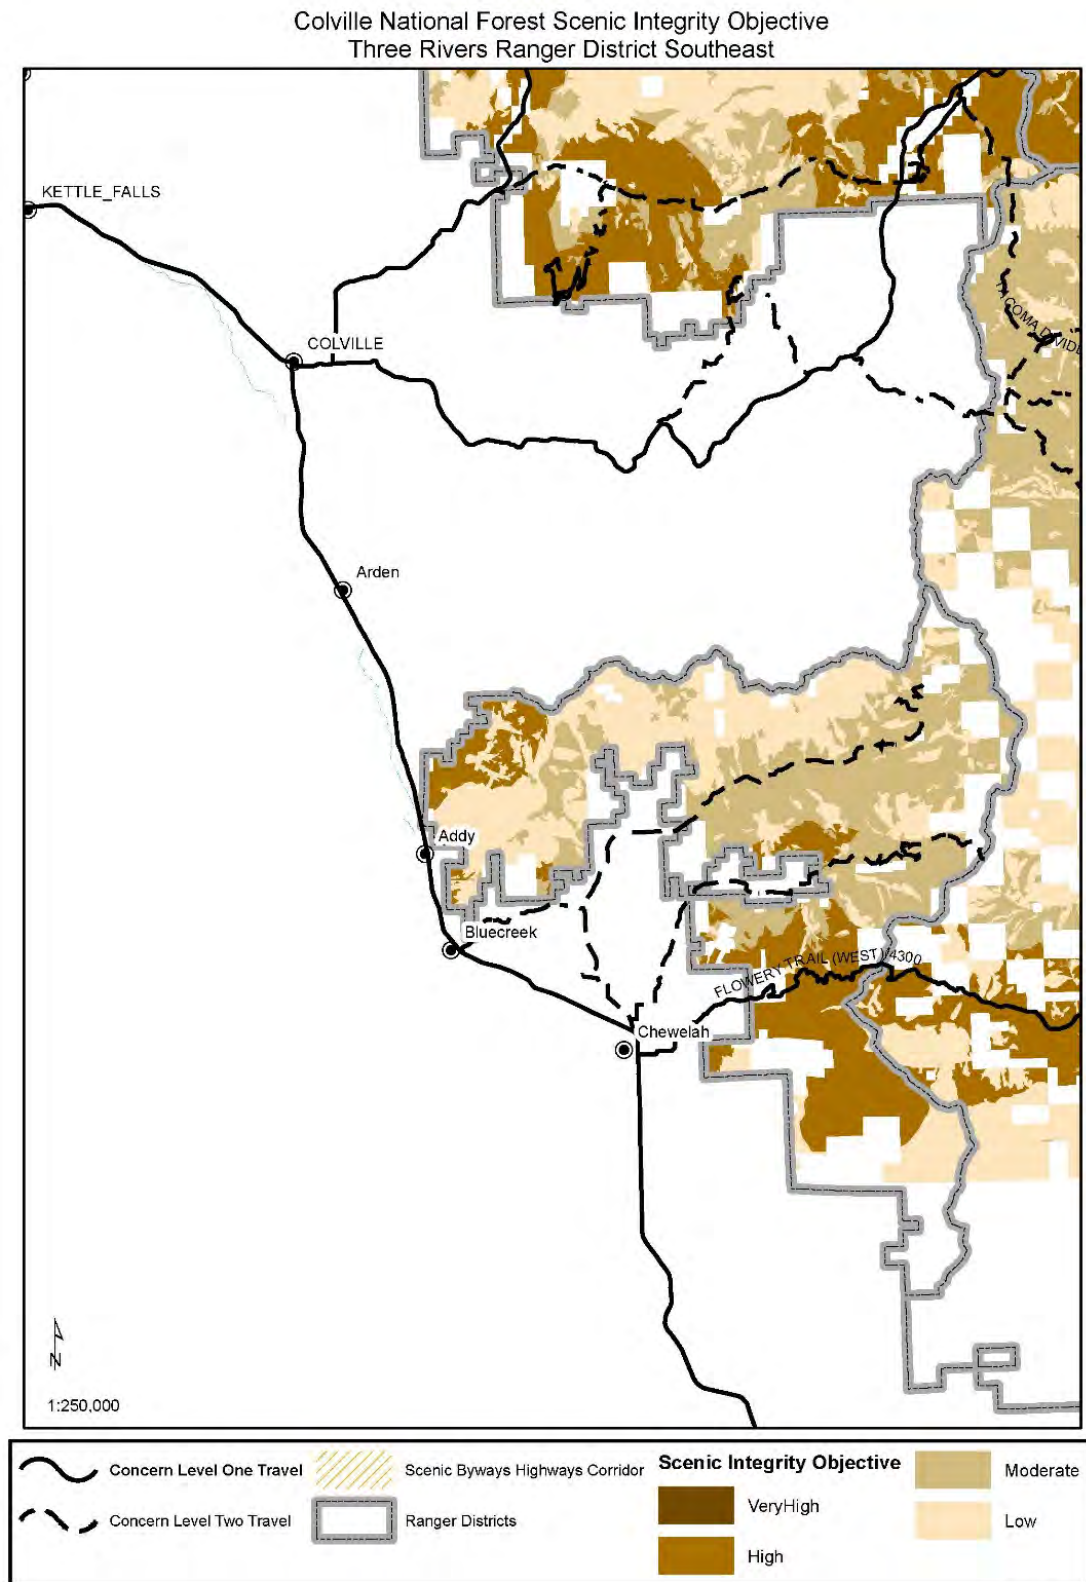 Colville National Forest Scenic Integrity Objective
Three Rivers Ranger District Southeast
KETTLE_FALLS
COLVILLE
TACOMA DIVIDE
Arden
Addy
Bluecreek
FLOWERY TRAIL (WEST)/4300
Chewelah
N
1:250,000
Concern Level One Travel
Concern Level Two Travel
Scenic Byways Highways Corridor
Ranger Districts
Scenic Integrity Objective
VeryHigh
High
Moderate
Low